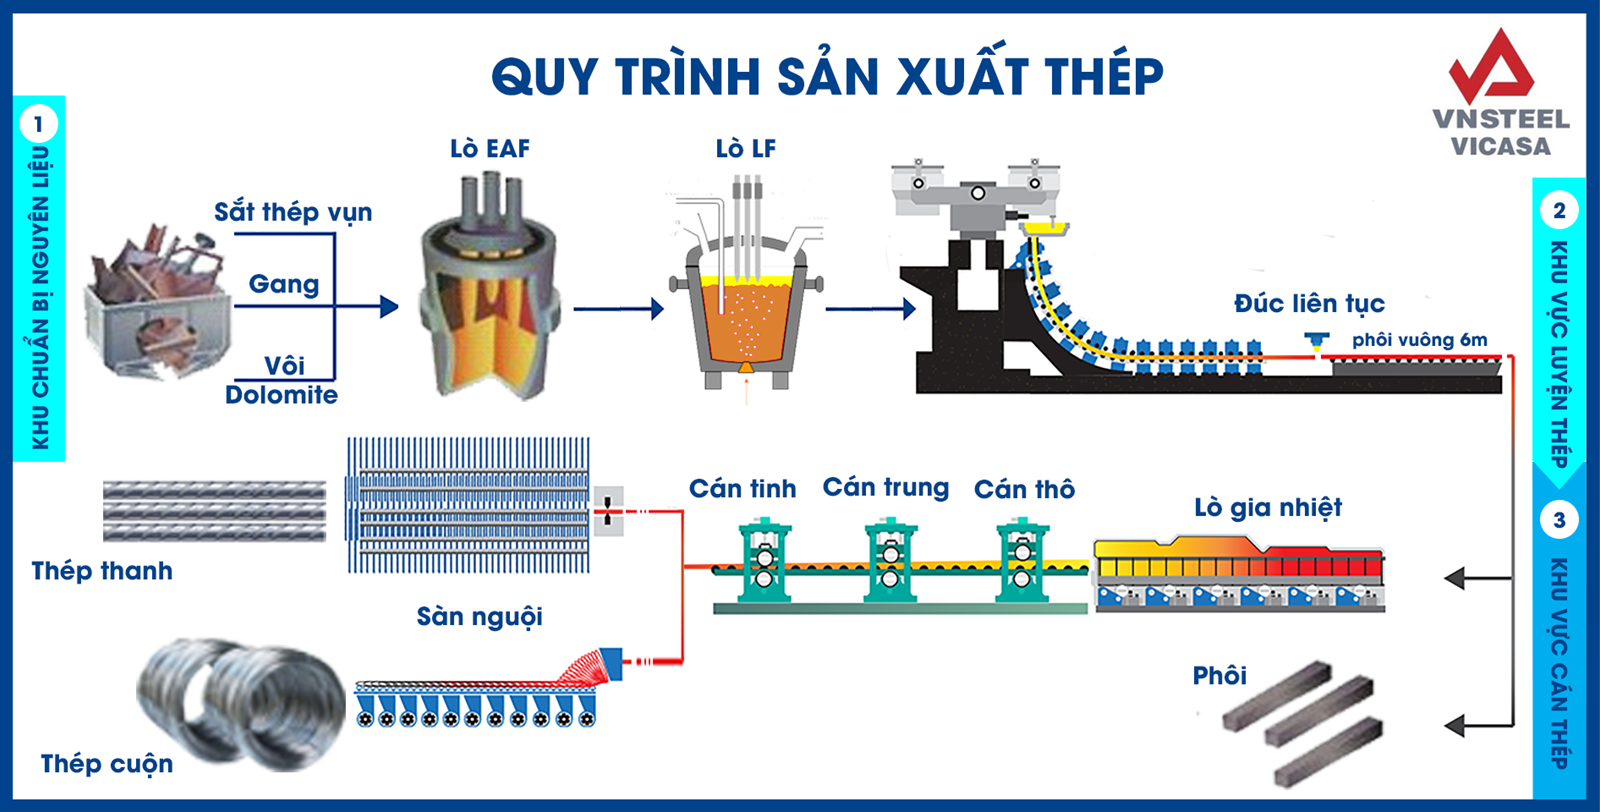 QUY TRÌNH SẢN XUẤT THÉP
VNSTEEL
VICASA
1
KHU CHUẨN BỊ NGUYÊN LIỆU
Sắt thép vụn
Gang
Vôi
Dolomite
Lò EAF
Lò LF
Đúc liên tục
phôi vuông 6m
2
KHU VỰC LUYỆN THÉP
3
KHU VỰC CÁN THÉP
Lò gia nhiệt
Cán thô
Cán trung
Cán tinh
Phôi
Sàn nguội
Thép thanh
Thép cuộn